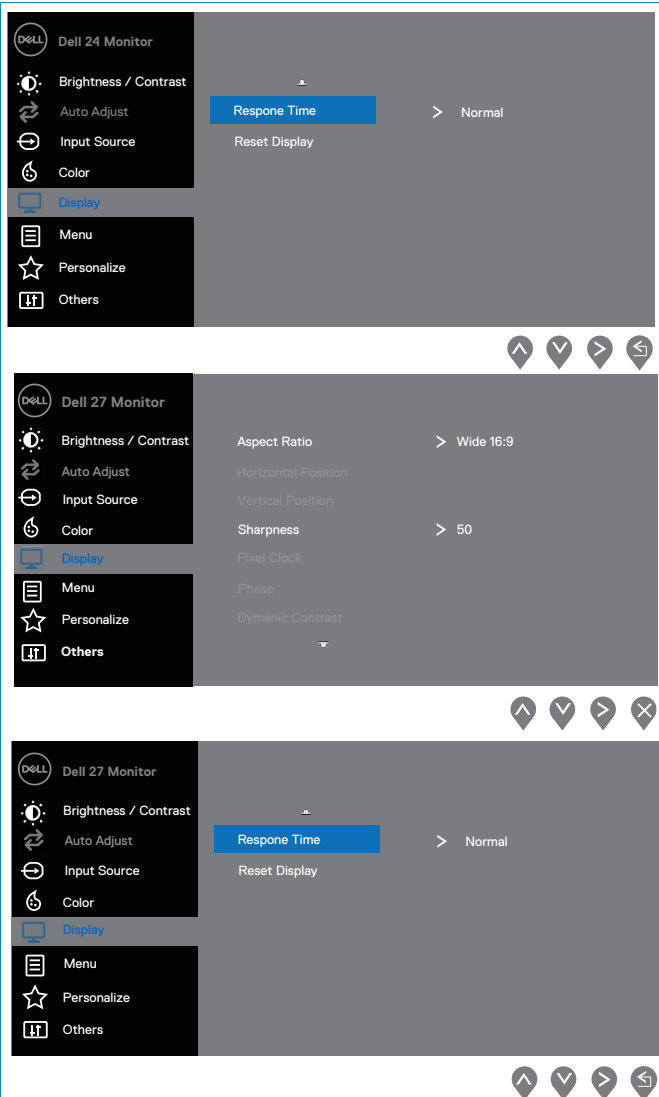 DELL Dell 24 Monitor
Brightness / Contrast
Auto Adjust
Respone Time > Normal
Input Source
Reset Display
Color
Display
Menu
Personalize
Others
DELL Dell 27 Monitor
Brightness / Contrast
Aspect Ratio > Wide 16:9
Auto Adjust
Horizontal Position
Input Source
Vertical Position
Color
Sharpness > 50
Display
Pixel Clock
Menu
Phase
Personalize
Dymanic Contrast
Others
DELL Dell 27 Monitor
Brightness / Contrast
Auto Adjust
Respone Time > Normal
Input Source
Reset Display
Color
Display
Menu
Personalize
Others